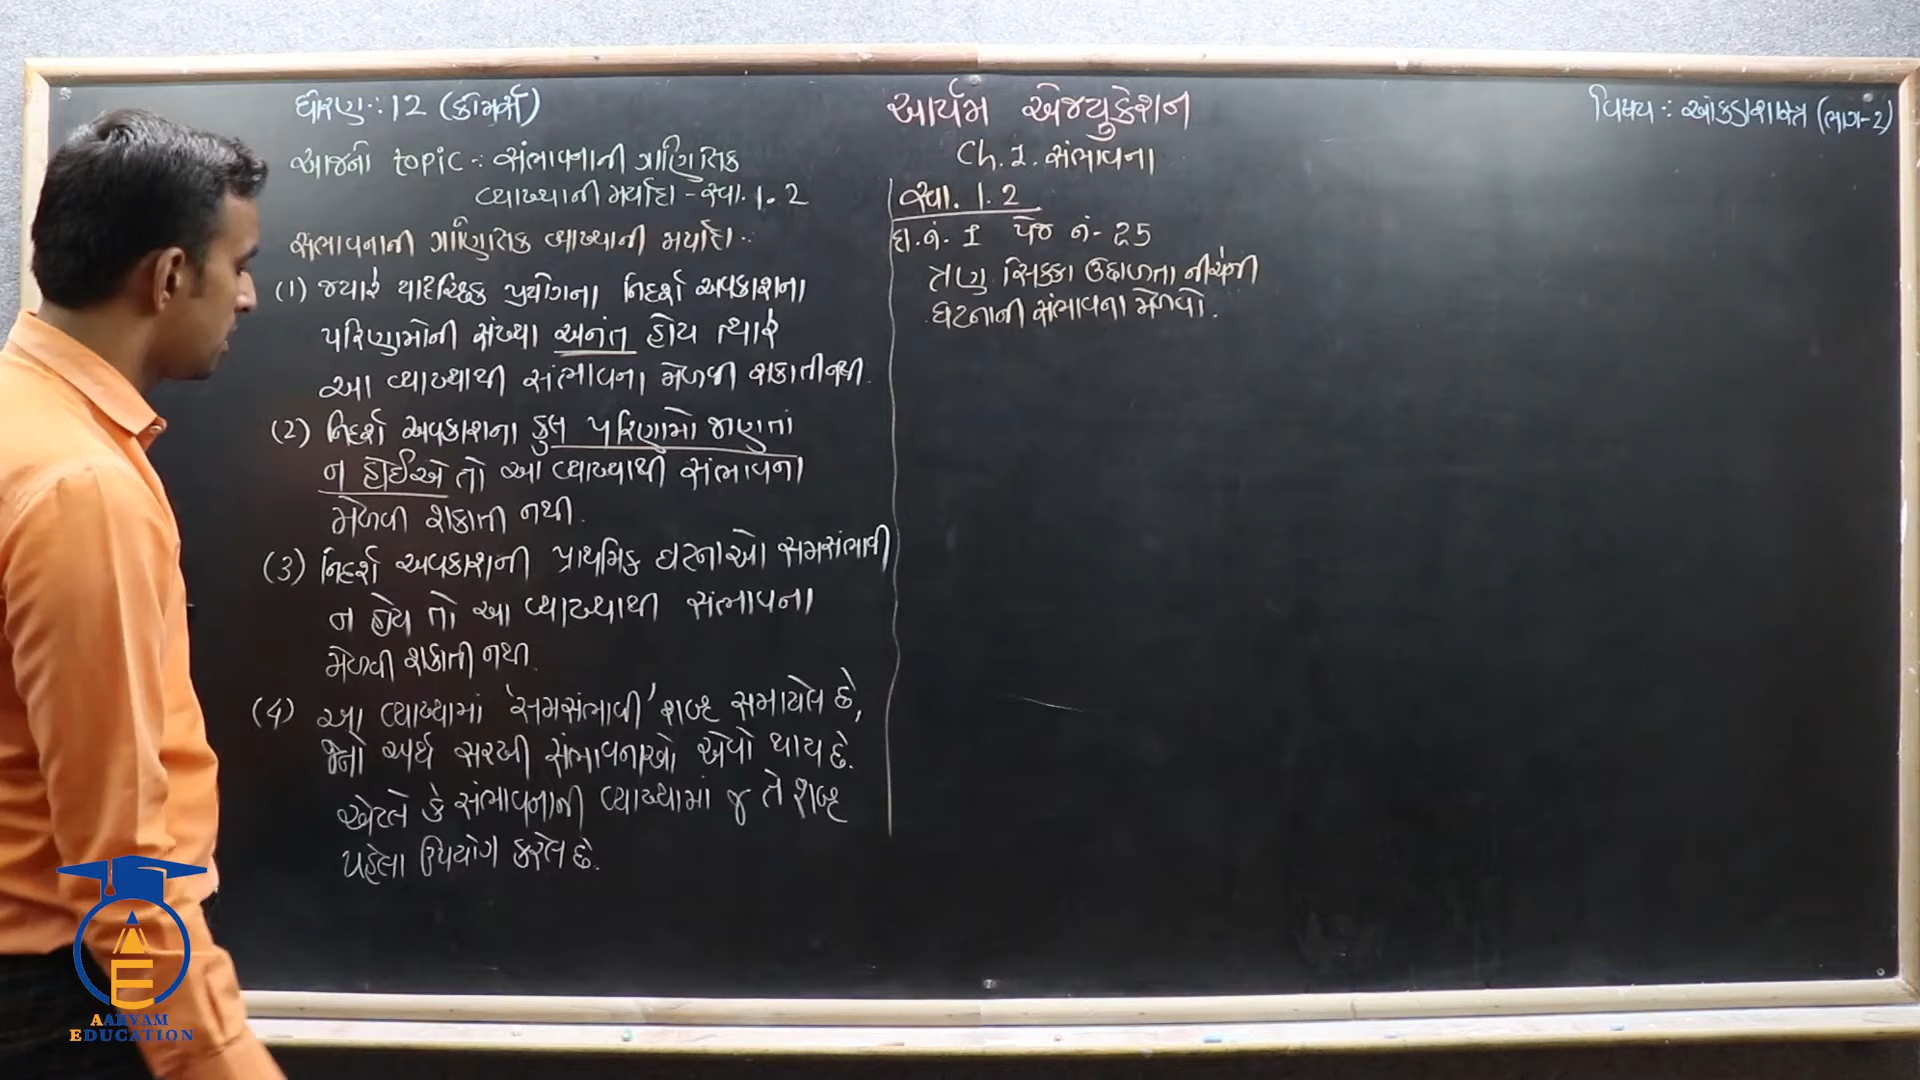 ધોરણ :- 12 (કોમર્સ)
આર્યમ એજ્યુકેશન
વિષય :- આંકડાશાસ્ત્ર (ભાગ-2)
Ch. 1. સંભાવના
આજનો topic :- સંભાવનાની ગાણિતિક
વ્યાખ્યાની મર્યાદા - સ્વા. 1.2
સંભાવનાની ગાણિતિક વ્યાખ્યાની મર્યાદા :-
(1) જ્યારે યાદચ્છિક પ્રયોગના નિદર્શ અવકાશના
પરિણામોની સંખ્યા અનંત હોય ત્યારે
આ વ્યાખ્યાથી સંભાવના મેળવી શકાતી નથી.
(2) નિદર્શ અવકાશના કુલ પરિણામો જાણતાં
ન હોઈએ તો આ વ્યાખ્યાથી સંભાવના
મેળવી શકાતી નથી.
(3) નિદર્શ અવકાશની પ્રાથમિક ઘટનાઓ સમસંભાવી
ન હોય તો આ વ્યાખ્યાથી સંભાવના
મેળવી શકાતી નથી.
(4) આ વ્યાખ્યામાં 'સમસંભાવી' શબ્દ સમાયેલ છે,
જેનો અર્થ સરખી સંભાવનાઓ એવો થાય છે.
એટલે કે સંભાવનાની વ્યાખ્યામાં જ તે શબ્દ
પહેલા ઉપયોગ કરેલ છે.
સ્વા. 1.2
દા.નં. 1 પેજ નં- 25
ત્રણ સિક્કા ઉછાળતા નીચેની
ઘટનાની સંભાવના મેળવો.
AARYAM
EDUCATION